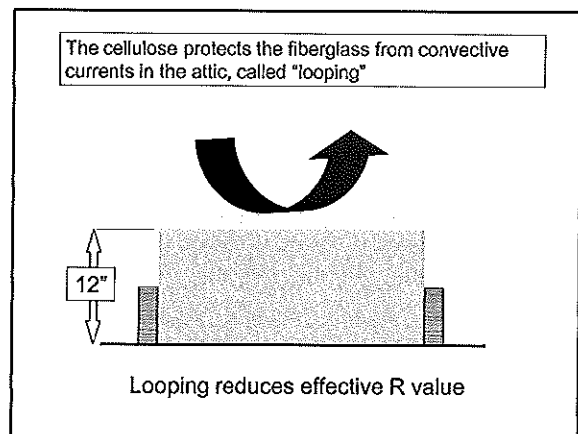 The cellulose protects the fiberglass from convective
currents in the attic, called "looping"
12"
Looping reduces effective R value